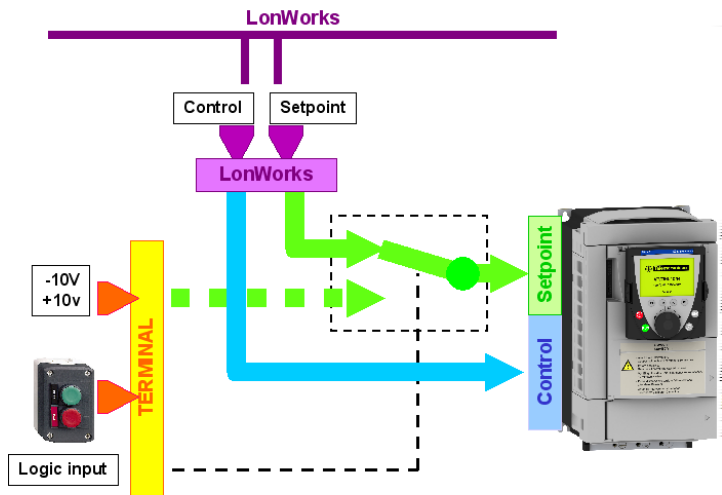 LonWorks
Control
Setpoint
LonWorks
-10V
+10v
TERMINAL
Setpoint
Control
Logic input